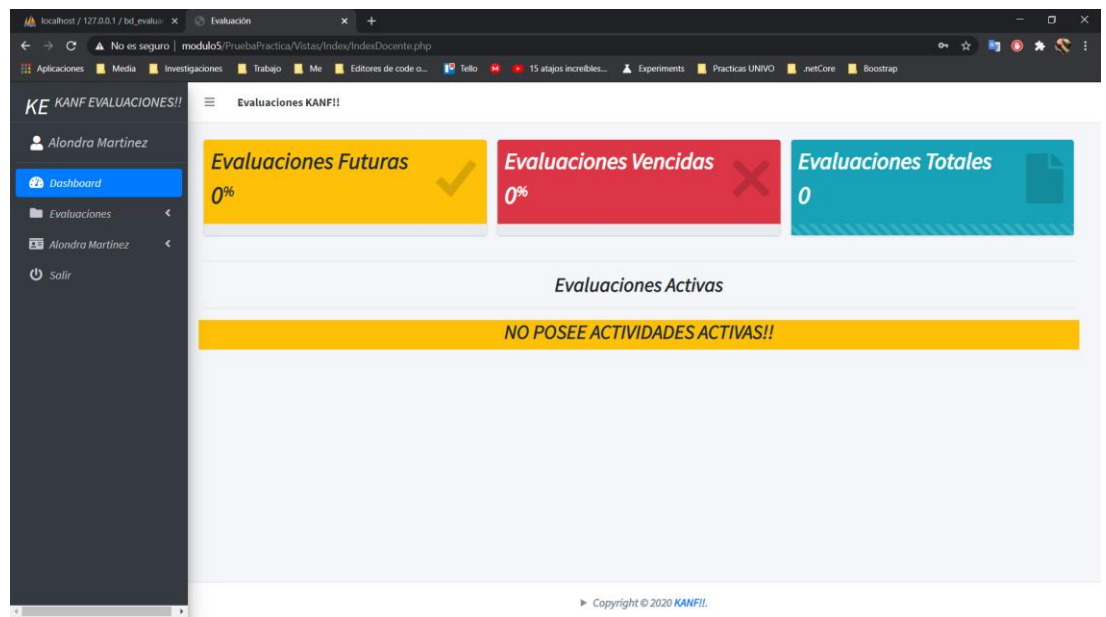 localhost / 127.0.0.1 / bd_evaluac
Evaluación
No es seguro | modulo5/PruebaPractica/Vistas/Index/IndexDocente.php
Aplicaciones Media Investigaciones Trabajo Me Editores de code o... Tello 15 atajos increíbles... Experiments Practicas UNIVO .netCore Boostrap
KE KANF EVALUACIONES!!
Evaluaciones KANF!!
Alondra Martinez
Dashboard
Evaluaciones
Alondra Martinez
Salir
Evaluaciones Futuras
0%
Evaluaciones Vencidas
0%
Evaluaciones Totales
0
Evaluaciones Activas
NO POSEE ACTIVIDADES ACTIVAS!!
Copyright © 2020 KANF!!.